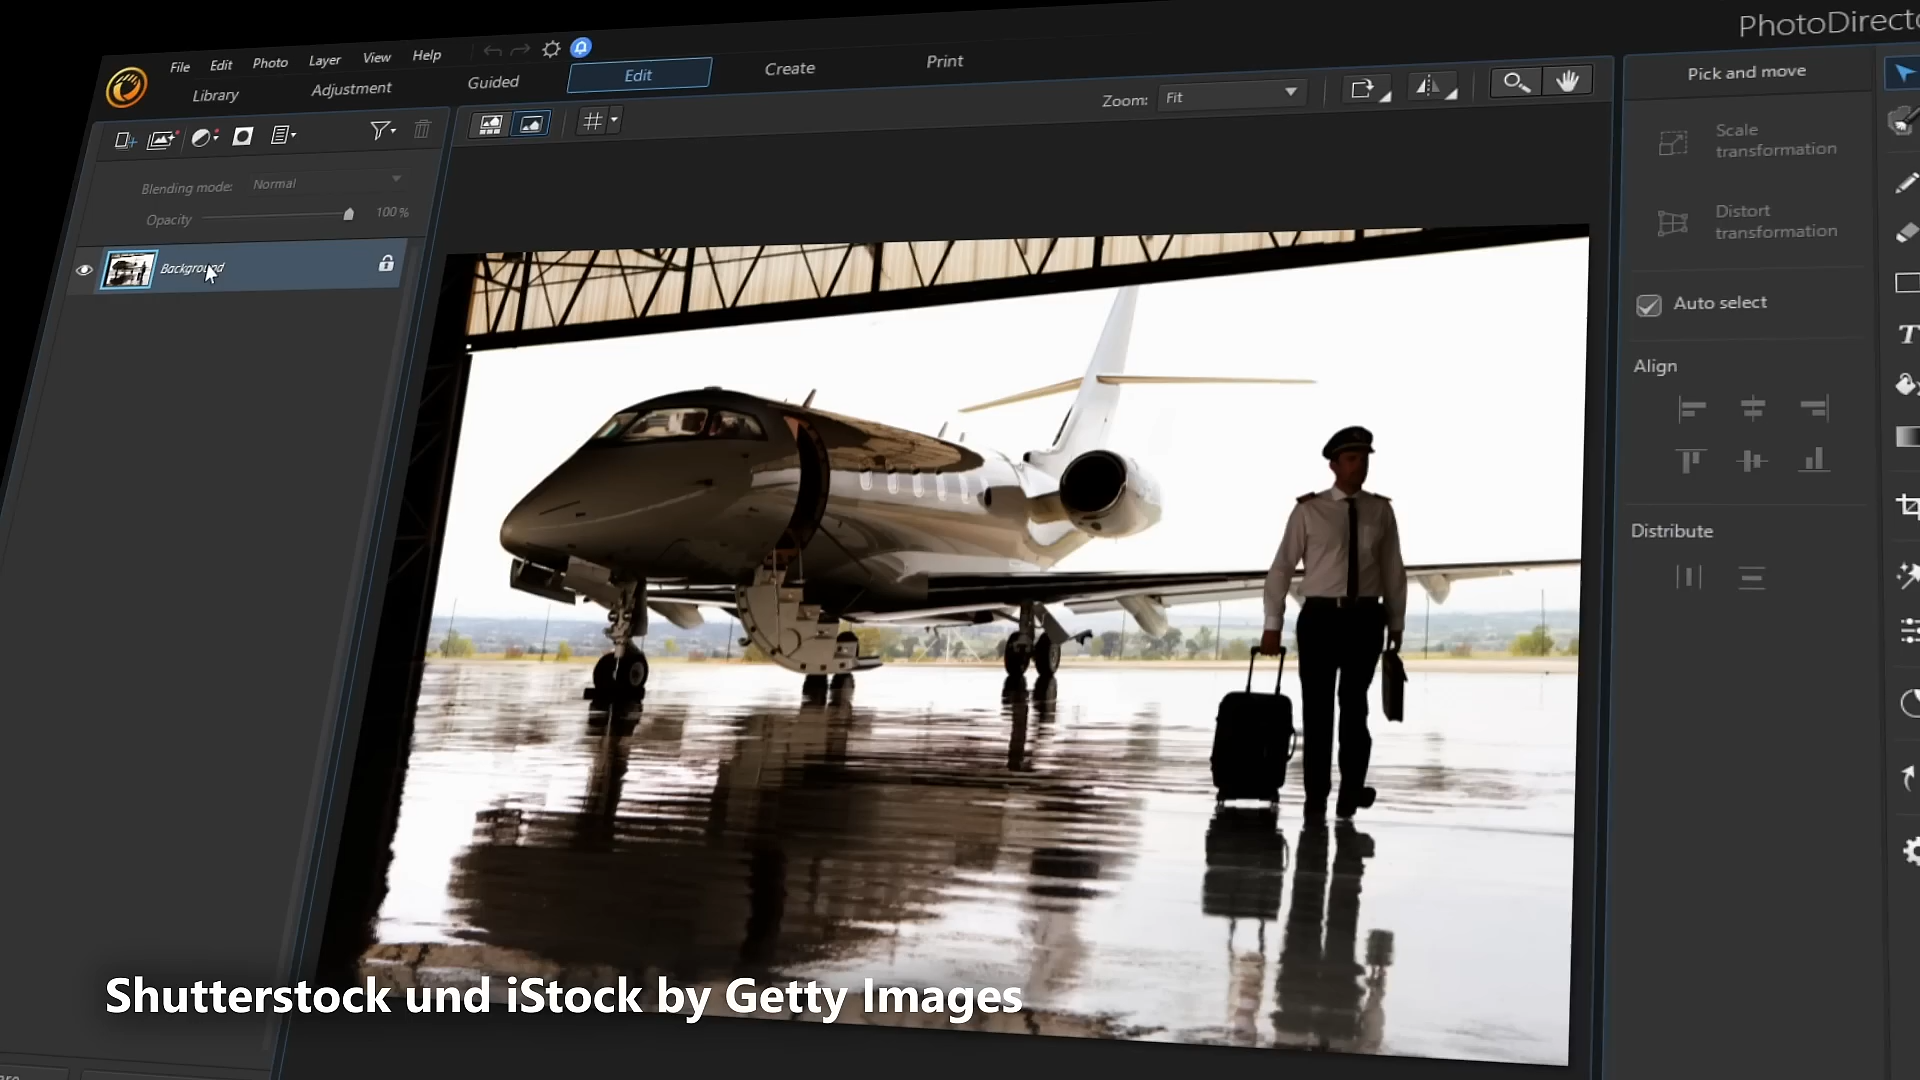 PhotoDirecto
File Edit Photo Layer View Help
Library Adjustment Guided Edit Create Print
Zoom: Fit
Pick and move
Scale
transformation
Distort
transformation
Blending mode: Normal
Opacity 100 %
Background
Auto select
Align
Distribute
Shutterstock und iStock by Getty Images